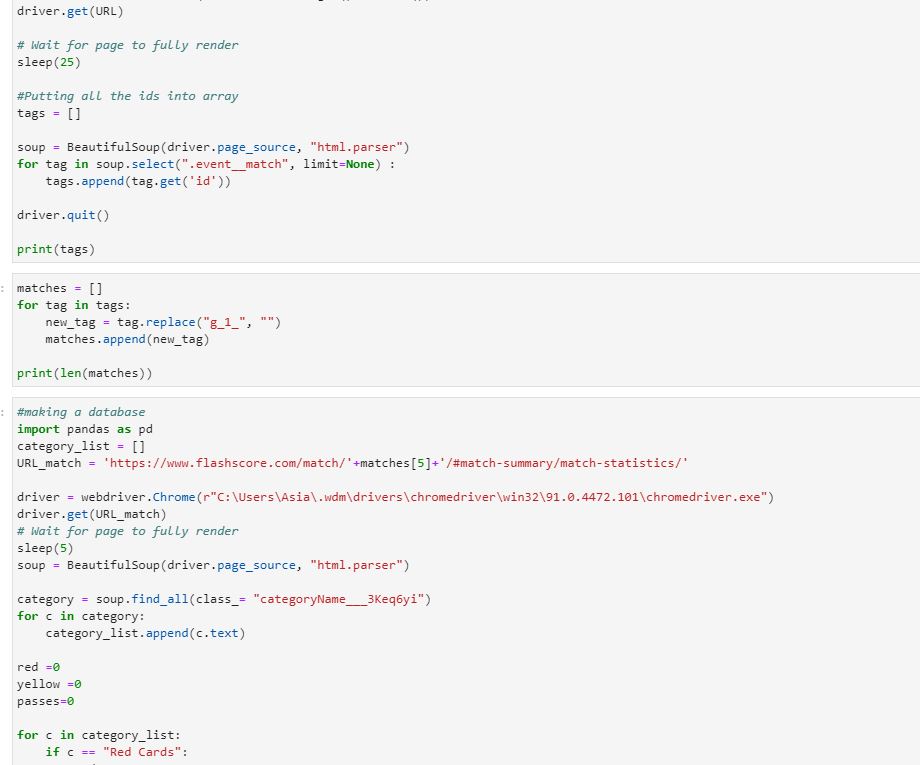 driver.get(URL)
# Wait for page to fully render
sleep(25)
#Putting all the ids into array
tags = []
soup = BeautifulSoup(driver.page_source, "html.parser")
for tag in soup.select(".event__match", limit=None) :
    tags.append(tag.get('id'))
driver.quit()
print(tags)
: matches = []
for tag in tags:
    new_tag = tag.replace("g_1_", "")
    matches.append(new_tag)
print(len(matches))
: #making a database
import pandas as pd
category_list = []
URL_match = 'https://www.flashscore.com/match/'+matches[5]+'/#match-summary/match-statistics/'
driver = webdriver.Chrome(r"C:\Users\Asia\.wdm\drivers\chromedriver\win32\91.0.4472.101\chromedriver.exe")
driver.get(URL_match)
# Wait for page to fully render
sleep(5)
soup = BeautifulSoup(driver.page_source, "html.parser")
category = soup.find_all(class_= "categoryName___3Keq6yi")
for c in category:
    category_list.append(c.text)
red =0
yellow =0
passes=0
for c in category_list:
    if c == "Red Cards":